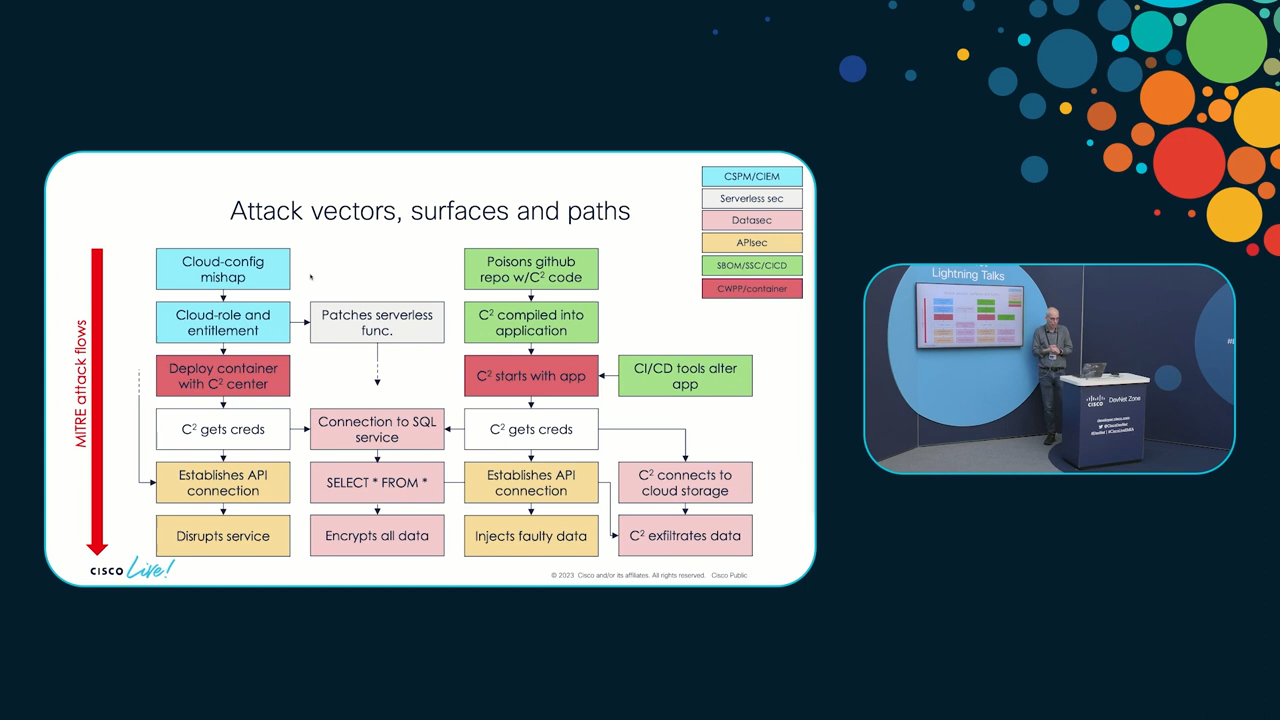 Attack vectors, surfaces and paths
CSPM/CIEM
Serverless sec
Datasec
APIsec
SBOM/SSC/CICD
CWPP/container
MITRE attack flows
Cloud-config
mishap
Poisons github
repo w/C² code
Cloud-role and
entitlement
Patches serverless
func.
C² compiled into
application
Deploy container
with C² center
C² starts with app
CI/CD tools alter
app
C² gets creds
Connection to SQL
service
C² gets creds
Establishes API
connection
SELECT * FROM *
Establishes API
connection
C² connects to
cloud storage
Disrupts service
Encrypts all data
Injects faulty data
C² exfiltrates data
CISCO Live!
© 2023 Cisco and/or its affiliates. All rights reserved. Cisco Public
Lightning Talks
CISCO
DevNet Zone
developer.cisco.com
@CiscoDevNet